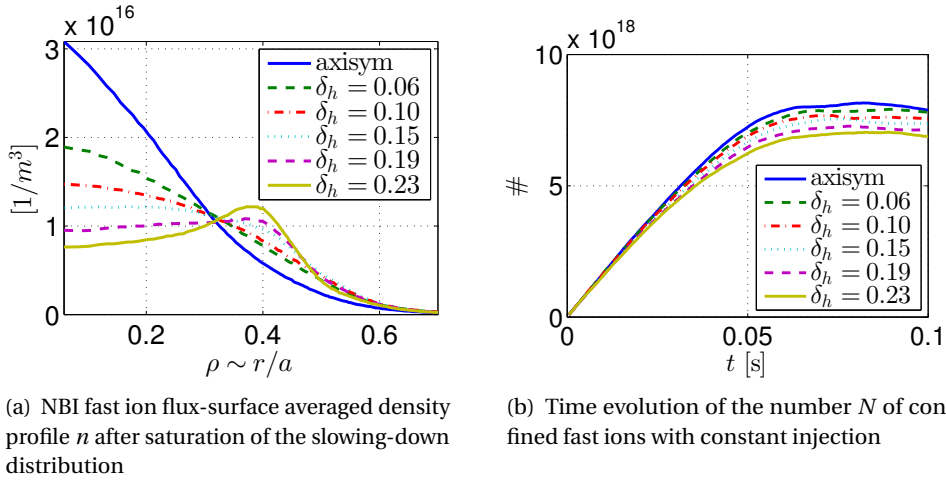 x 10^16
3
2
1
0
[1/m^3]
0.2
0.4
0.6
ρ ∼ r/a
axisym
δ_h = 0.06
δ_h = 0.10
δ_h = 0.15
δ_h = 0.19
δ_h = 0.23
x 10^18
10
5
0
#
0
0.05
0.1
t [s]
axisym
δ_h = 0.06
δ_h = 0.10
δ_h = 0.15
δ_h = 0.19
δ_h = 0.23
(a) NBI fast ion flux-surface averaged density
profile n after saturation of the slowing-down
distribution
(b) Time evolution of the number N of con
fined fast ions with constant injection